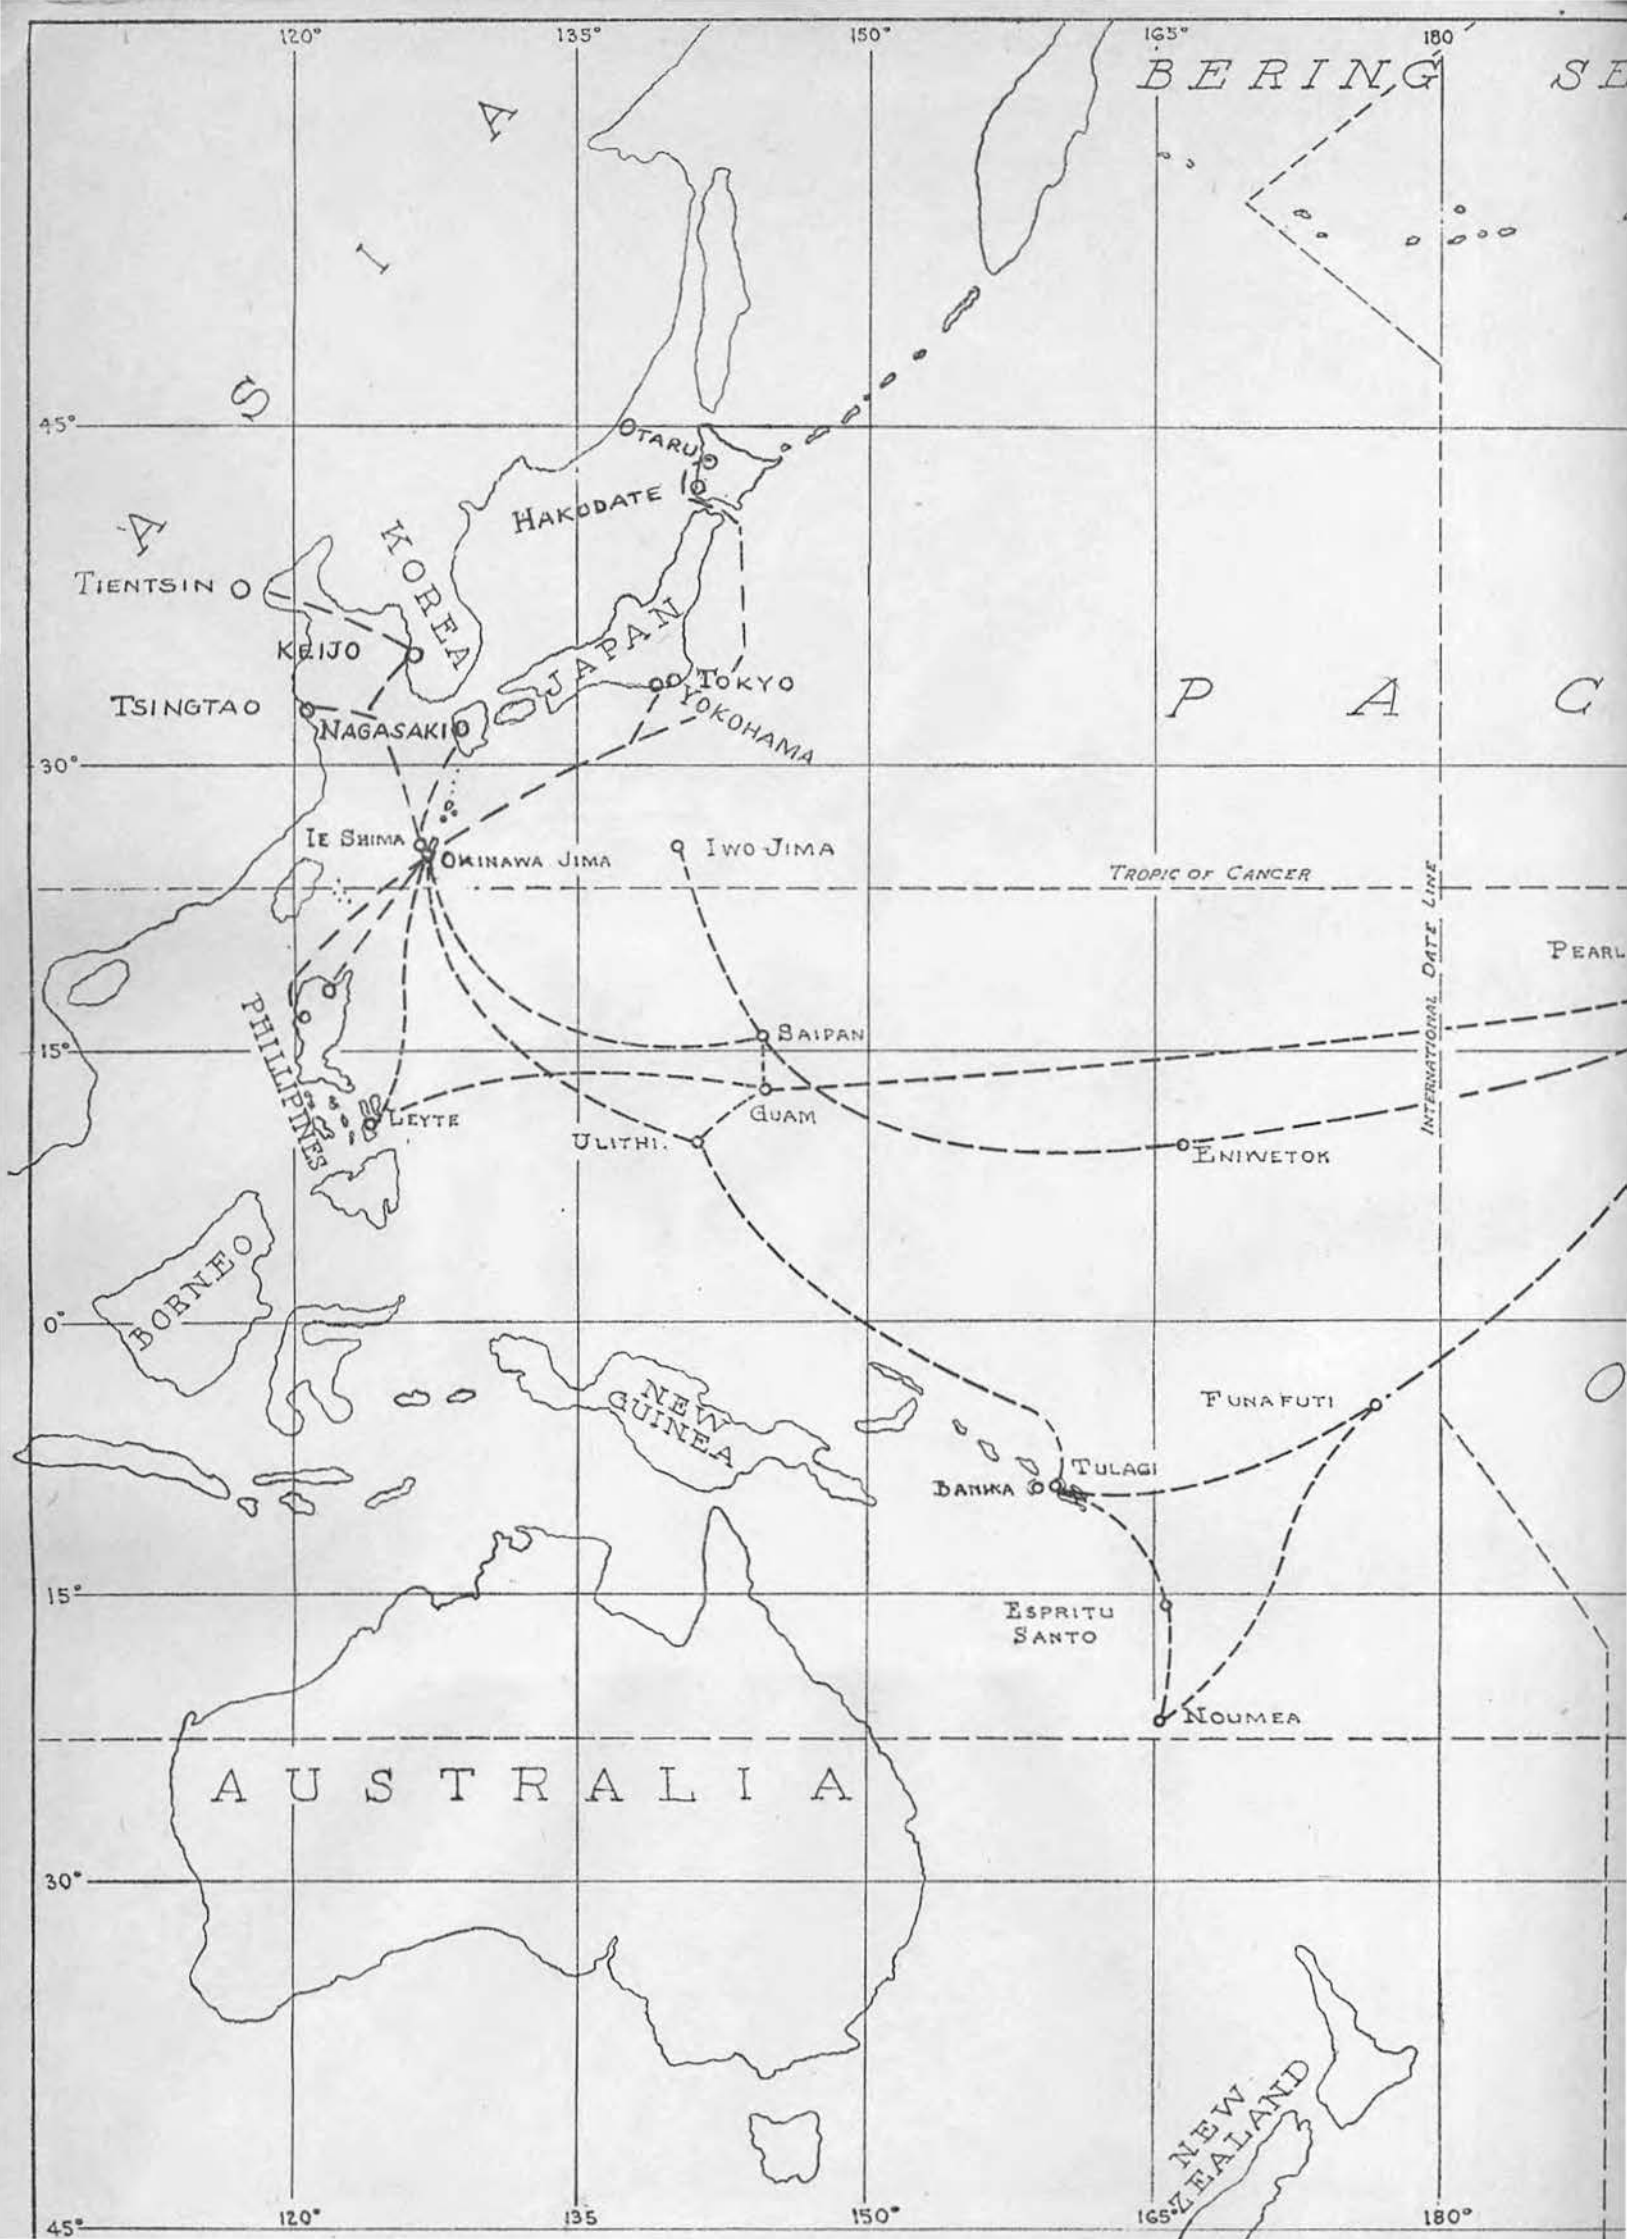 120° 135° 150° 165° 180
BERING SE
ASIA
45°
OTARU
HAKODATE
KOREA
TIENTSIN
KEIJO
JAPAN
TOKYO
YOKOHAMA
TSINGTAO
NAGASAKI
P A C
30°
IE SHIMA
OKINAWA JIMA
IWO JIMA
TROPIC OF CANCER
INTERNATIONAL DATE LINE
PEARL
PHILLIPINES
SAIPAN
15°
GUAM
LEYTE
ULITHI.
ENIWETOK
BORNEO
0°
NEW
GUINEA
FUNAFUTI
O
TULAGI
BANIKA
15°
ESPRITU
SANTO
NOUMEA
AUSTRALIA
30°
NEW
ZEALAND
120° 135 150° 165° 180°
45°